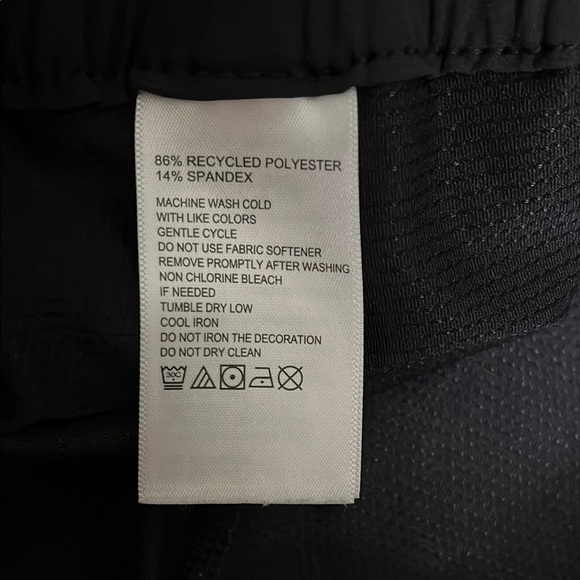 86% RECYCLED POLYESTER
14% SPANDEX
MACHINE WASH COLD
WITH LIKE COLORS
GENTLE CYCLE
DO NOT USE FABRIC SOFTENER
REMOVE PROMPTLY AFTER WASHING
NON CHLORINE BLEACH
IF NEEDED
TUMBLE DRY LOW
COOL IRON
DO NOT IRON THE DECORATION
DO NOT DRY CLEAN
30C